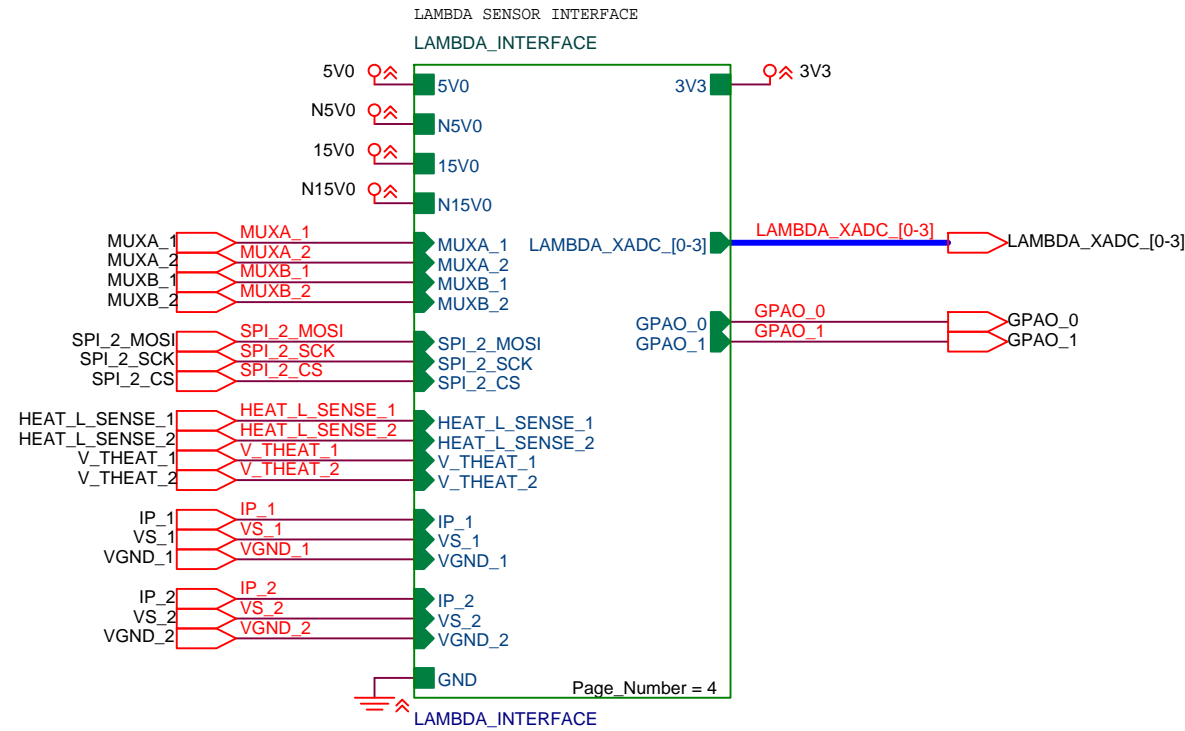 LAMBDA SENSOR INTERFACE
LAMBDA_INTERFACE
5V0
5V0
3V3
3V3
N5V0
N5V0
15V0
15V0
N15V0
N15V0
MUXA_1 MUXA_1 MUXA_1
MUXA_2 MUXA_2 MUXA_2
MUXB_1 MUXB_1 MUXB_1
MUXB_2 MUXB_2 MUXB_2
LAMBDA_XADC_[0-3] LAMBDA_XADC_[0-3] LAMBDA_XADC_[0-3]
SPI_2_MOSI SPI_2_MOSI SPI_2_MOSI
SPI_2_SCK SPI_2_SCK SPI_2_SCK
SPI_2_CS SPI_2_CS SPI_2_CS
GPAO_0 GPAO_0 GPAO_0
GPAO_1 GPAO_1 GPAO_1
HEAT_L_SENSE_1 HEAT_L_SENSE_1 HEAT_L_SENSE_1
HEAT_L_SENSE_2 HEAT_L_SENSE_2 HEAT_L_SENSE_2
V_THEAT_1 V_THEAT_1 V_THEAT_1
V_THEAT_2 V_THEAT_2 V_THEAT_2
IP_1 IP_1 IP_1
VS_1 VS_1 VS_1
VGND_1 VGND_1 VGND_1
IP_2 IP_2 IP_2
VS_2 VS_2 VS_2
VGND_2 VGND_2 VGND_2
GND
Page_Number = 4
LAMBDA_INTERFACE